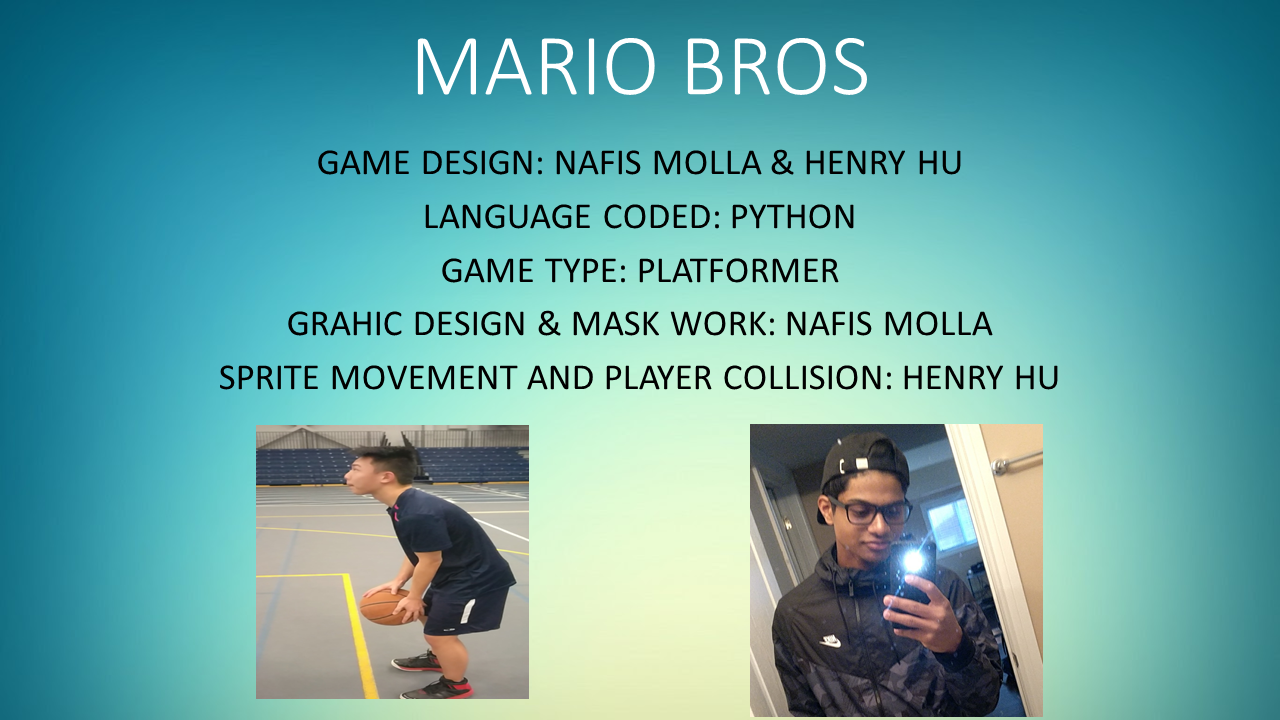 MARIO BROS
GAME DESIGN: NAFIS MOLLA & HENRY HU
LANGUAGE CODED: PYTHON
GAME TYPE: PLATFORMER
GRAHIC DESIGN & MASK WORK: NAFIS MOLLA
SPRITE MOVEMENT AND PLAYER COLLISION: HENRY HU